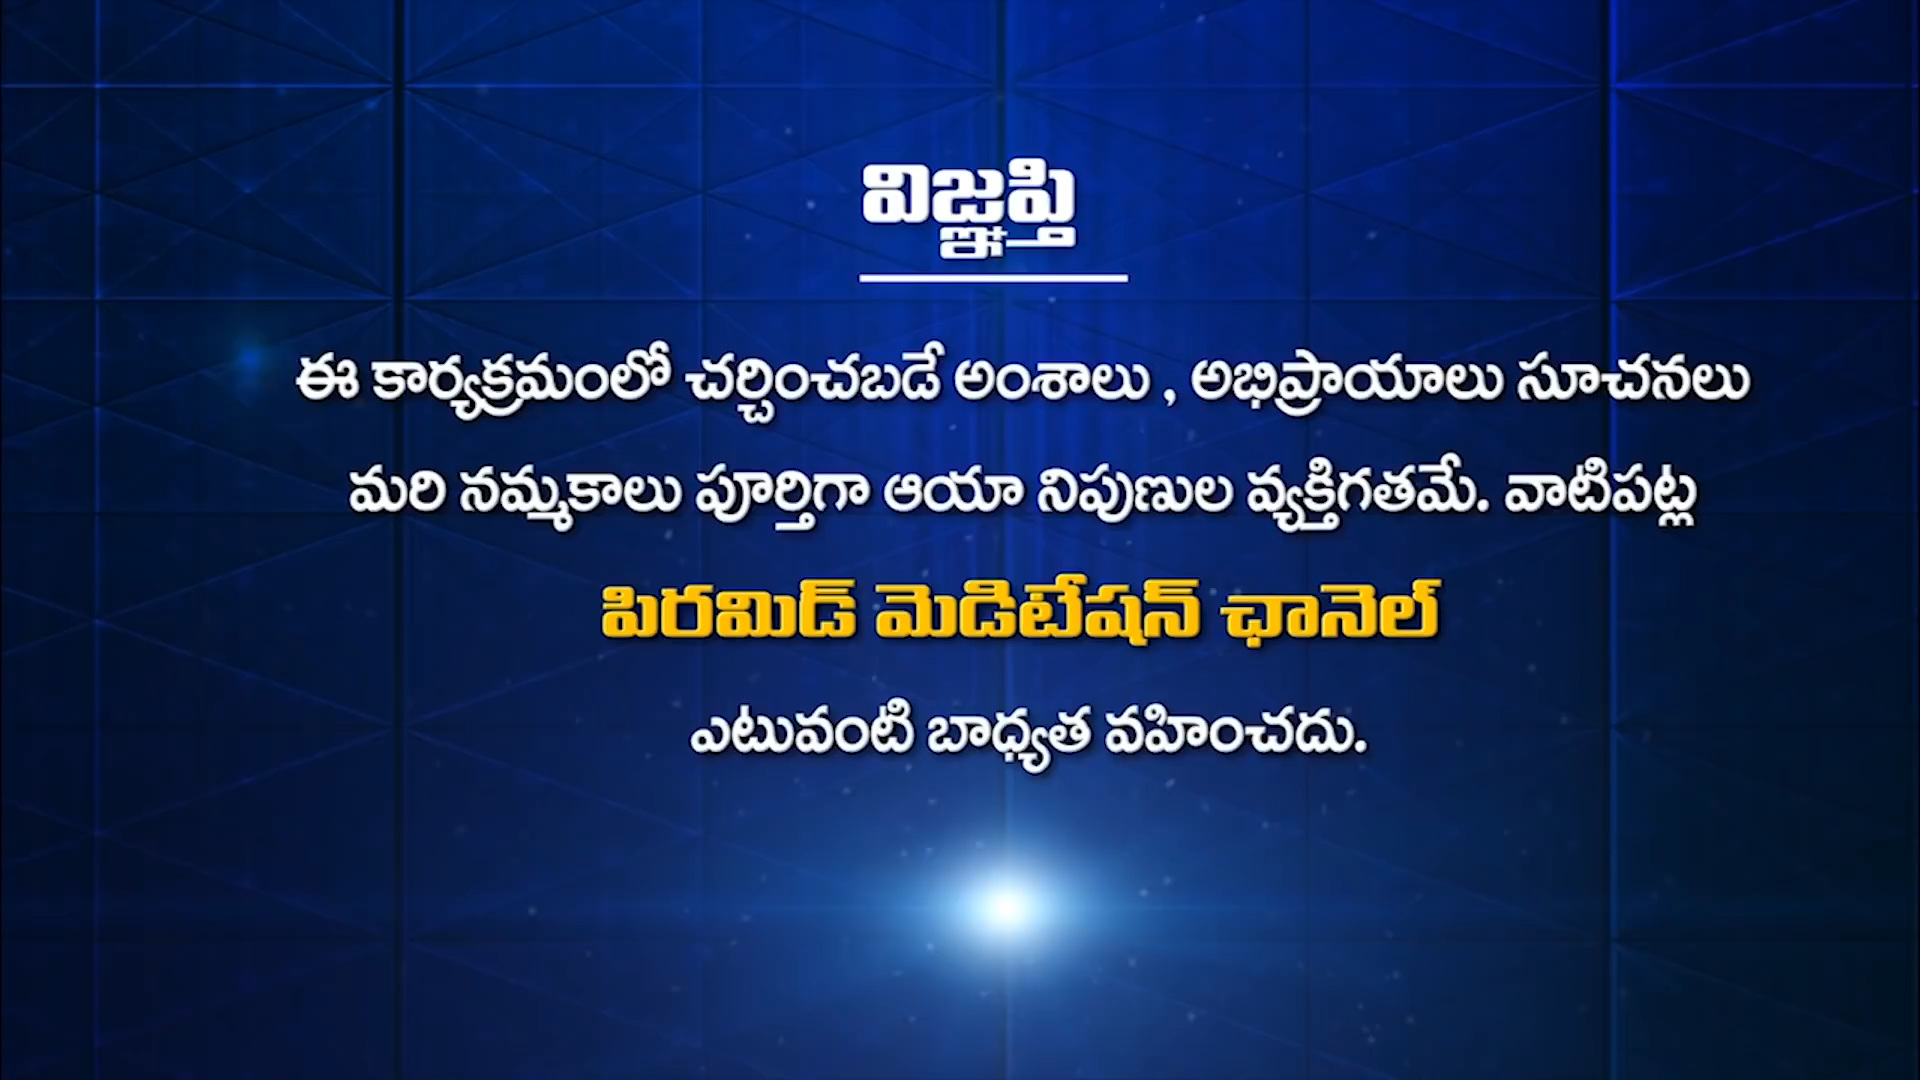 విజ్ఞప్తి
ఈ కార్యక్రమంలో చర్చించబడే అంశాలు , అభిప్రాయాలు సూచనలు
మరి నమ్మకాలు పూర్తిగా ఆయా నిపుణుల వ్యక్తిగతమే. వాటిపట్ల
పిరమిడ్ మెడిటేషన్ ఛానెల్
ఎటువంటి బాధ్యత వహించదు.